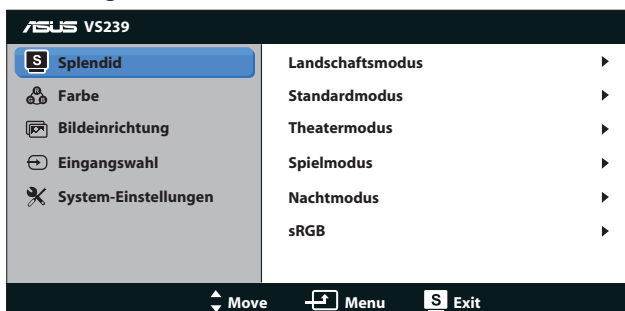 ASUS VS239
S Splendid
Farbe
Bildeinrichtung
Eingangswahl
System-Einstellungen
Landschaftsmodus
Standardmodus
Theatermodus
Spielmodus
Nachtmodus
sRGB
Move Menu S Exit